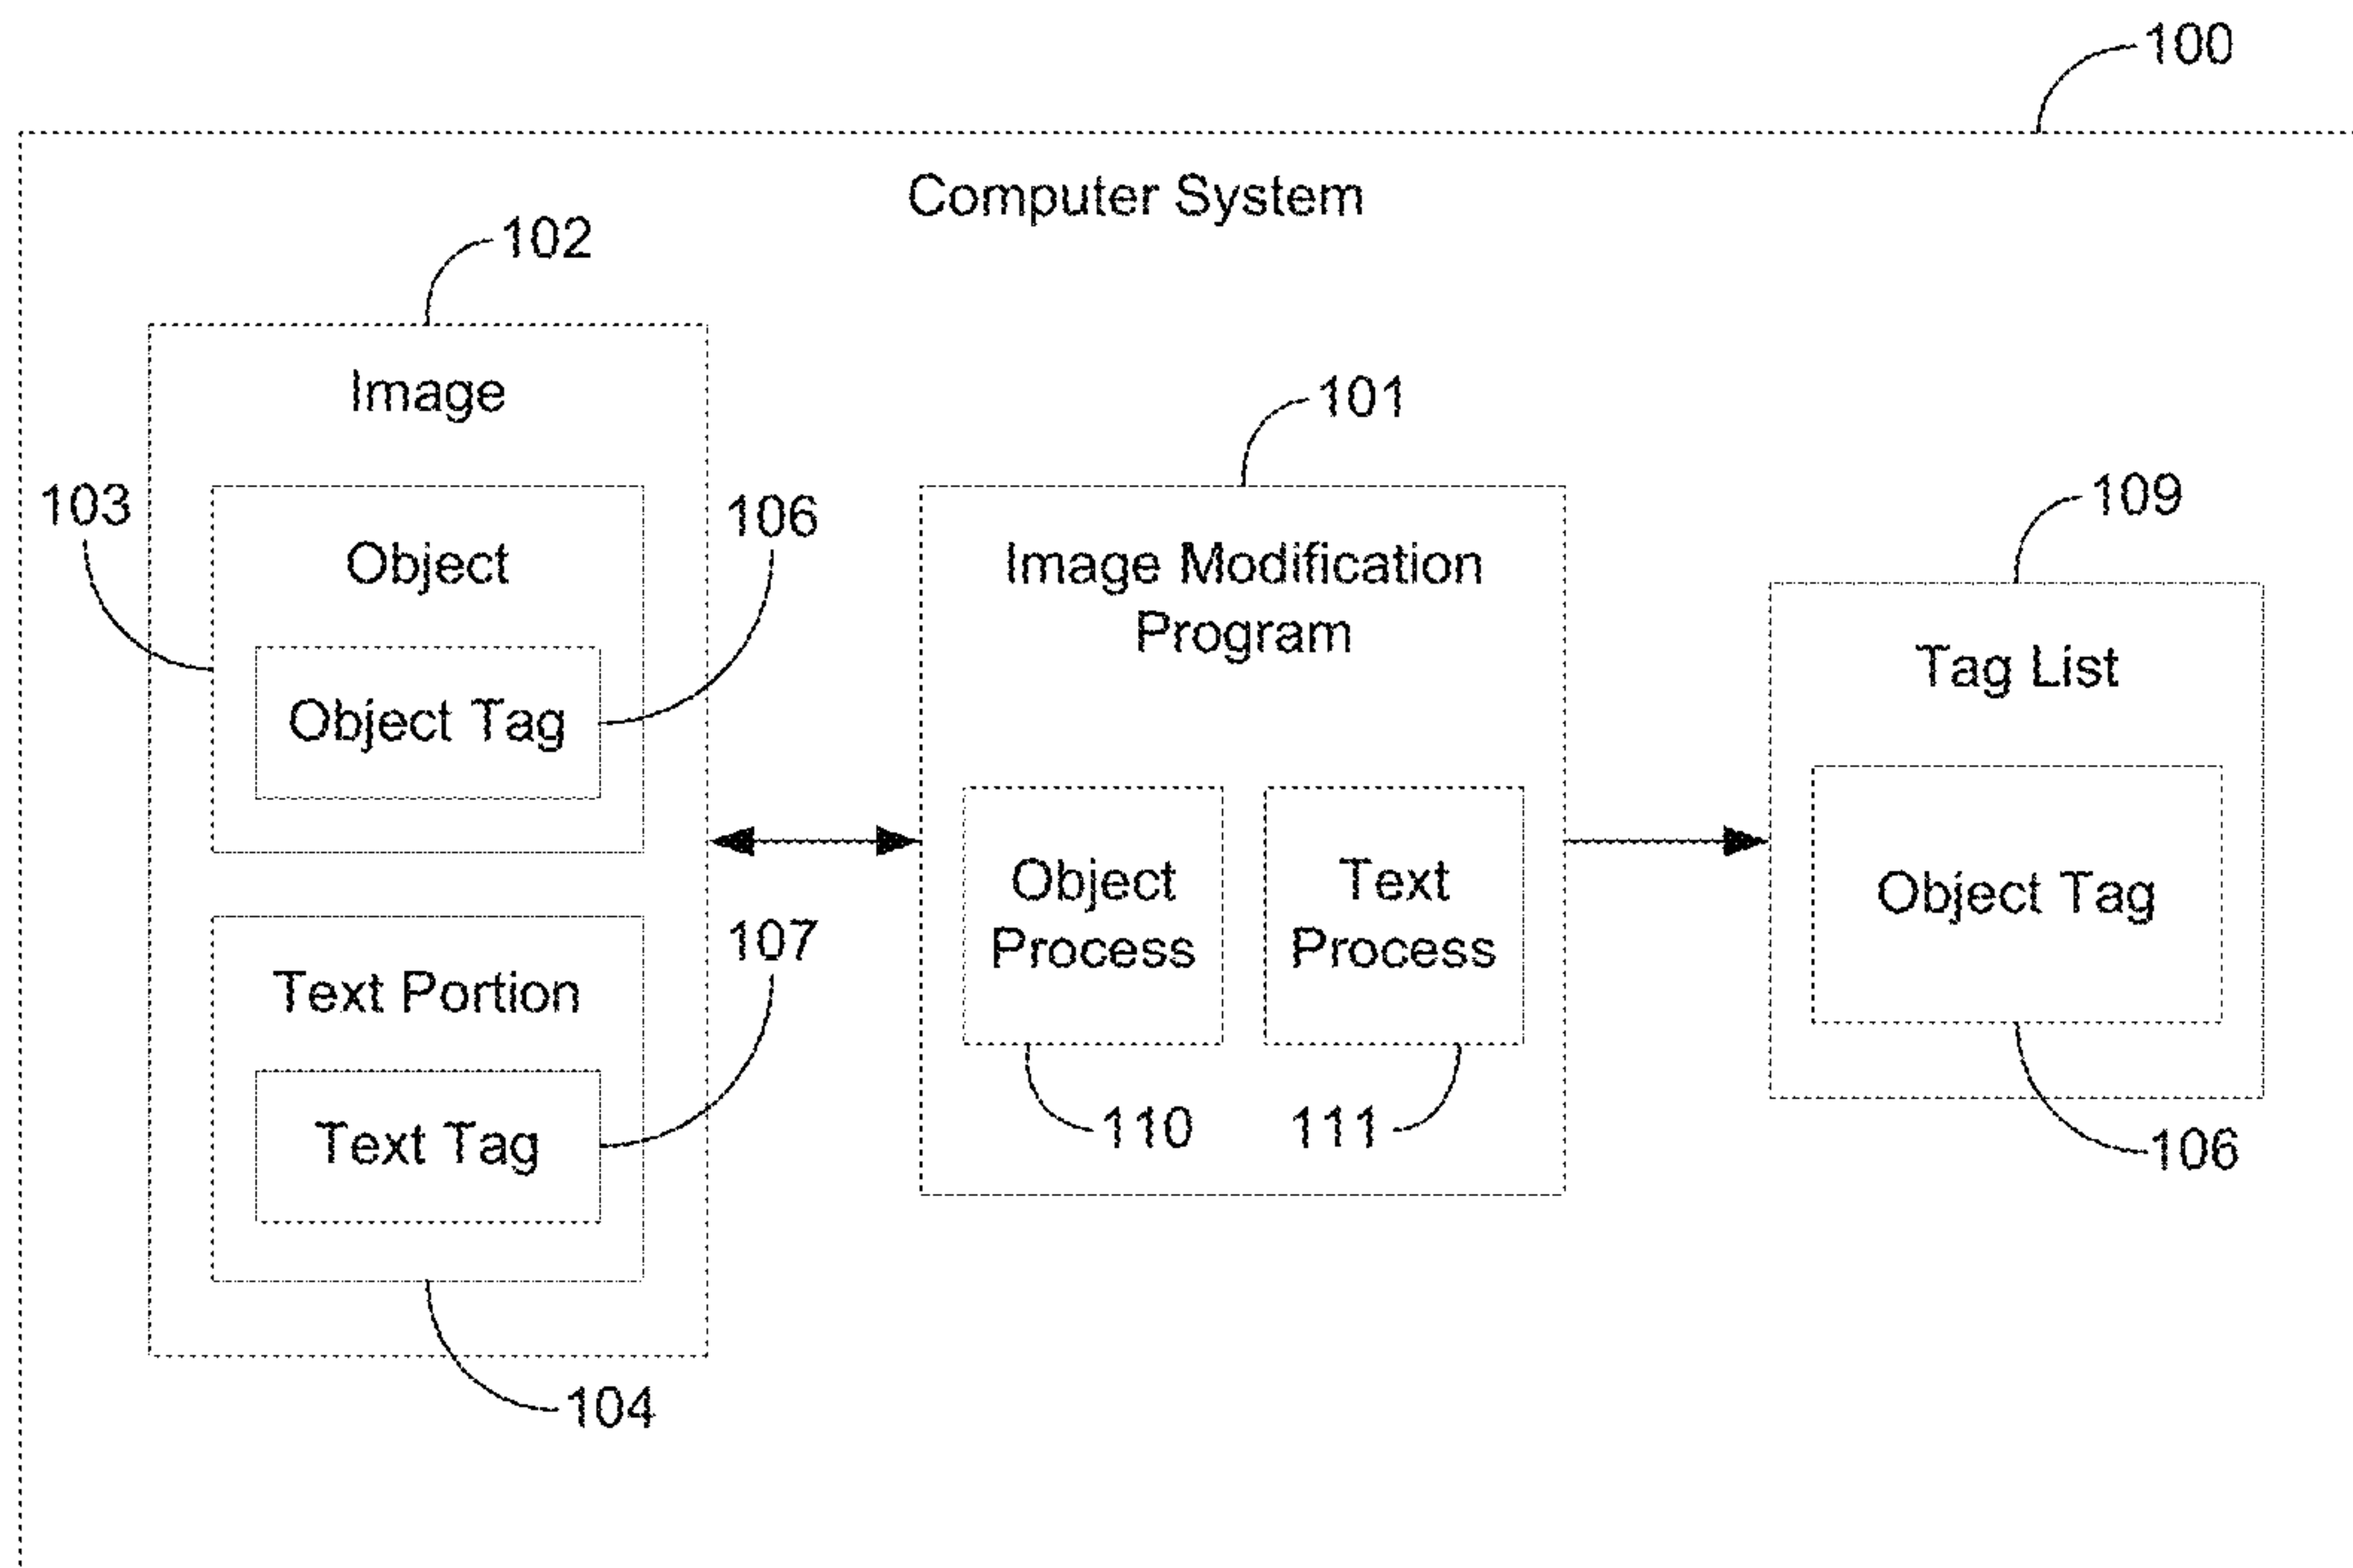 100
Computer System
102
Image
101
103
106
109
Object
Image Modification
Program
Tag List
Object Tag
Object
Process
Text
Process
Object Tag
107
Text Portion
110
111
Text Tag
106
104